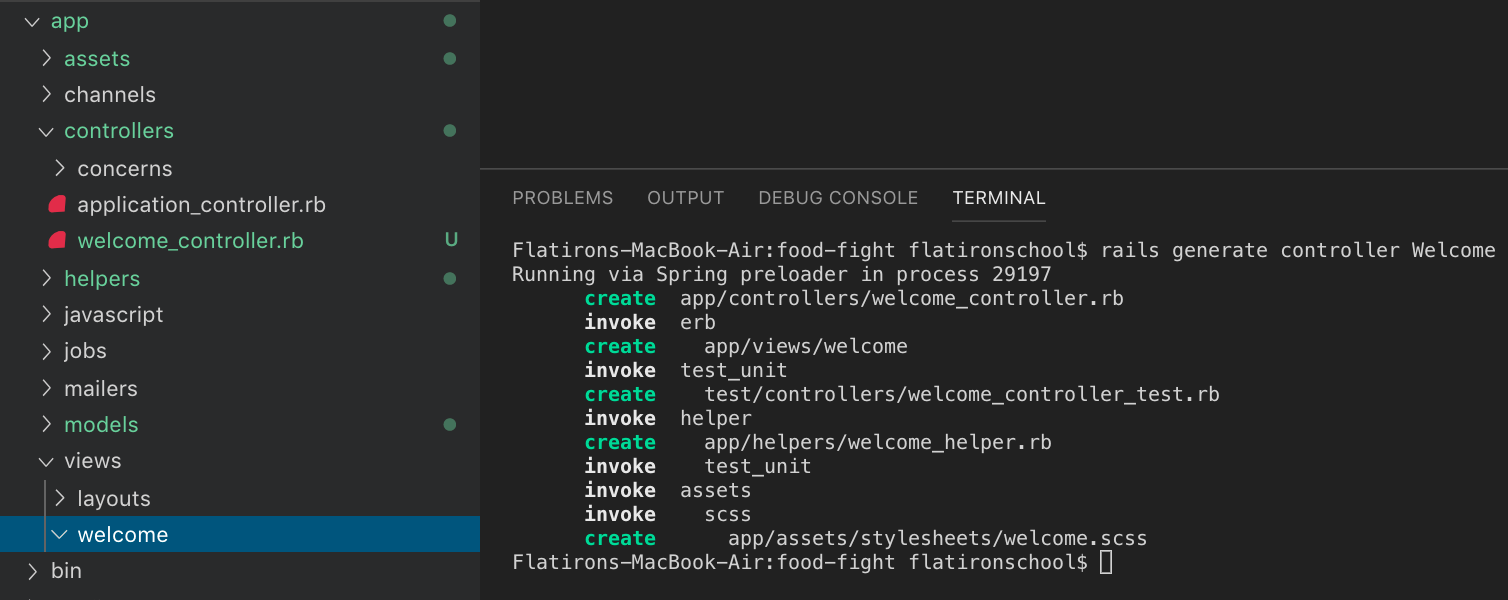 app
assets
channels
controllers
concerns
application_controller.rb
welcome_controller.rb U
helpers
javascript
jobs
mailers
models
views
layouts
welcome
bin
PROBLEMS OUTPUT DEBUG CONSOLE TERMINAL
Flatirons-MacBook-Air:food-fight flatironschool$ rails generate controller Welcome
Running via Spring preloader in process 29197
create app/controllers/welcome_controller.rb
invoke erb
create app/views/welcome
invoke test_unit
create test/controllers/welcome_controller_test.rb
invoke helper
create app/helpers/welcome_helper.rb
invoke test_unit
invoke assets
invoke scss
create app/assets/stylesheets/welcome.scss
Flatirons-MacBook-Air:food-fight flatironschool$